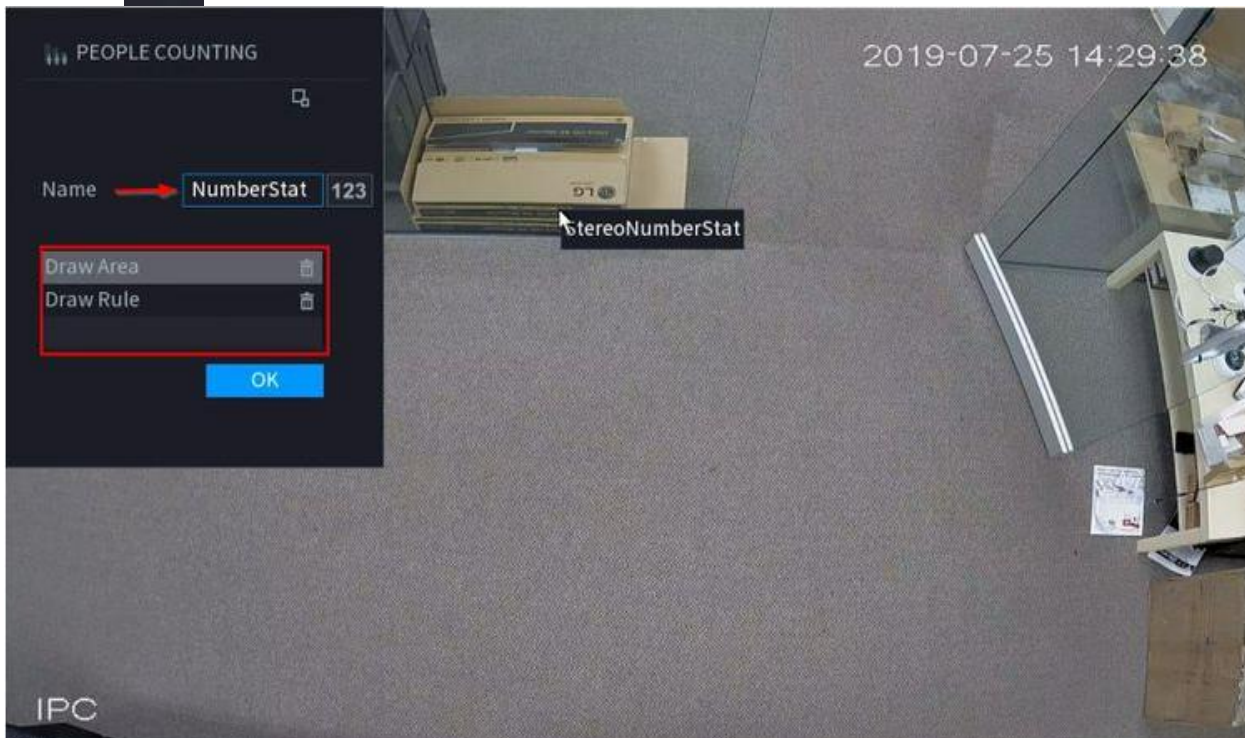 PEOPLE COUNTING
2019-07-25 14:29:38
Name NumberStat 123
LG
StereoNumberStat
Draw Area
Draw Rule
OK
IPC